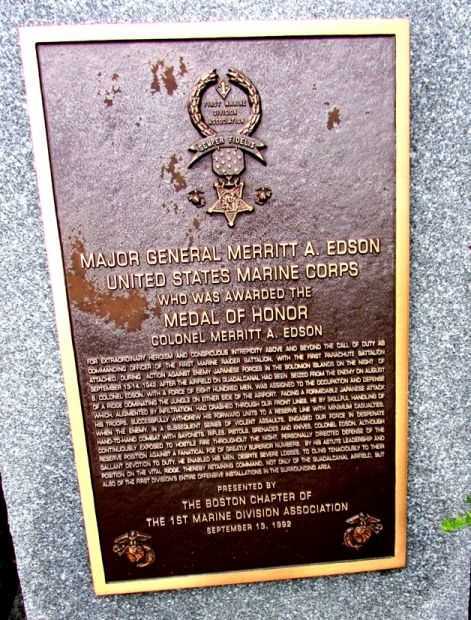 FIRST MARINE
DIVISION
ASSOCIATION
SEMPER FIDELIS
MAJOR GENERAL MERRITT A. EDSON
UNITED STATES MARINE CORPS
WHO WAS AWARDED THE
MEDAL OF HONOR
COLONEL MERRITT A. EDSON
FOR EXTRAORDINARY HEROISM AND CONSPICUOUS INTREPIDITY ABOVE AND BEYOND THE CALL OF DUTY AS
COMMANDING OFFICER OF THE FIRST MARINE RAIDER BATTALION, WITH THE FIRST PARACHUTE BATTALION
ATTACHED, DURING ACTION AGAINST ENEMY JAPANESE FORCES IN THE SOLOMON ISLANDS ON THE NIGHT OF
SEPTEMBER 13-14, 1942. AFTER THE AIRFIELD ON GUADALCANAL HAD BEEN SEIZED FROM THE ENEMY ON AUGUST
8, COLONEL EDSON, WITH A FORCE OF EIGHT HUNDRED MEN, WAS ASSIGNED TO THE OCCUPATION AND DEFENSE
OF A RIDGE DOMINATING THE JUNGLE ON EITHER SIDE OF THE AIRPORT. FACING A FORMIDABLE JAPANESE ATTACK
WHICH, AUGMENTED BY INFILTRATION, HAD CRASHED THROUGH OUR FRONT LINES, HE, BY SKILLFUL HANDLING OF
HIS TROOPS, SUCCESSFULLY WITHDREW HIS FORWARD UNITS TO A RESERVE LINE WITH MINIMUM CASUALTIES.
WHEN THE ENEMY, IN A SUBSEQUENT SERIES OF VIOLENT ASSAULTS, ENGAGED OUR FORCE IN DESPERATE
HAND-TO-HAND COMBAT WITH BAYONETS, RIFLES, PISTOLS, GRENADES AND KNIVES, COLONEL EDSON, ALTHOUGH
CONTINUOUSLY EXPOSED TO HOSTILE FIRE THROUGHOUT THE NIGHT, PERSONALLY DIRECTED DEFENSE OF THE
RESERVE POSITION AGAINST A FANATICAL FOE OF GREATLY SUPERIOR NUMBERS. BY HIS ASTUTE LEADERSHIP AND
GALLANT DEVOTION TO DUTY, HE ENABLED HIS MEN, DESPITE SEVERE LOSSES, TO CLING TENACIOUSLY TO THEIR
POSITION ON THE VITAL RIDGE, THEREBY RETAINING COMMAND, NOT ONLY OF THE GUADALCANAL AIRFIELD, BUT
ALSO OF THE FIRST DIVISION'S ENTIRE OFFENSIVE INSTALLATIONS IN THE SURROUNDING AREA.
PRESENTED BY
THE BOSTON CHAPTER OF
THE 1ST MARINE DIVISION ASSOCIATION
SEPTEMBER 13, 1992